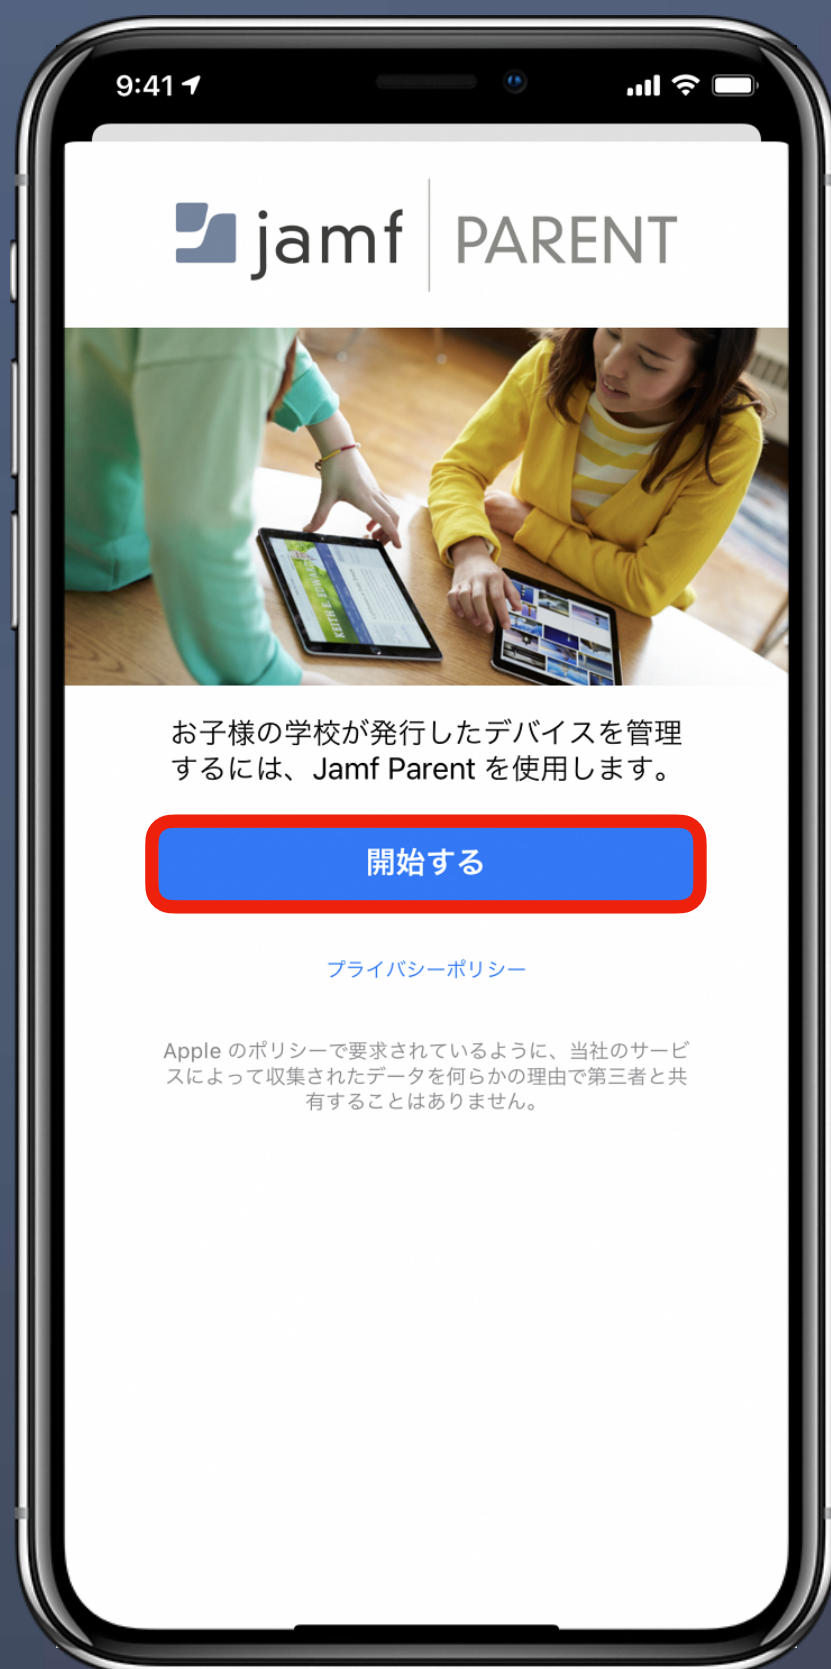 9:41
jamf PARENT
KEITH E. EDWARDS
お子様の学校が発行したデバイスを管理
するには、Jamf Parent を使用します。
開始する
プライバシーポリシー
Apple のポリシーで要求されているように、当社のサービ
スによって収集されたデータを何らかの理由で第三者と共
有することはありません。